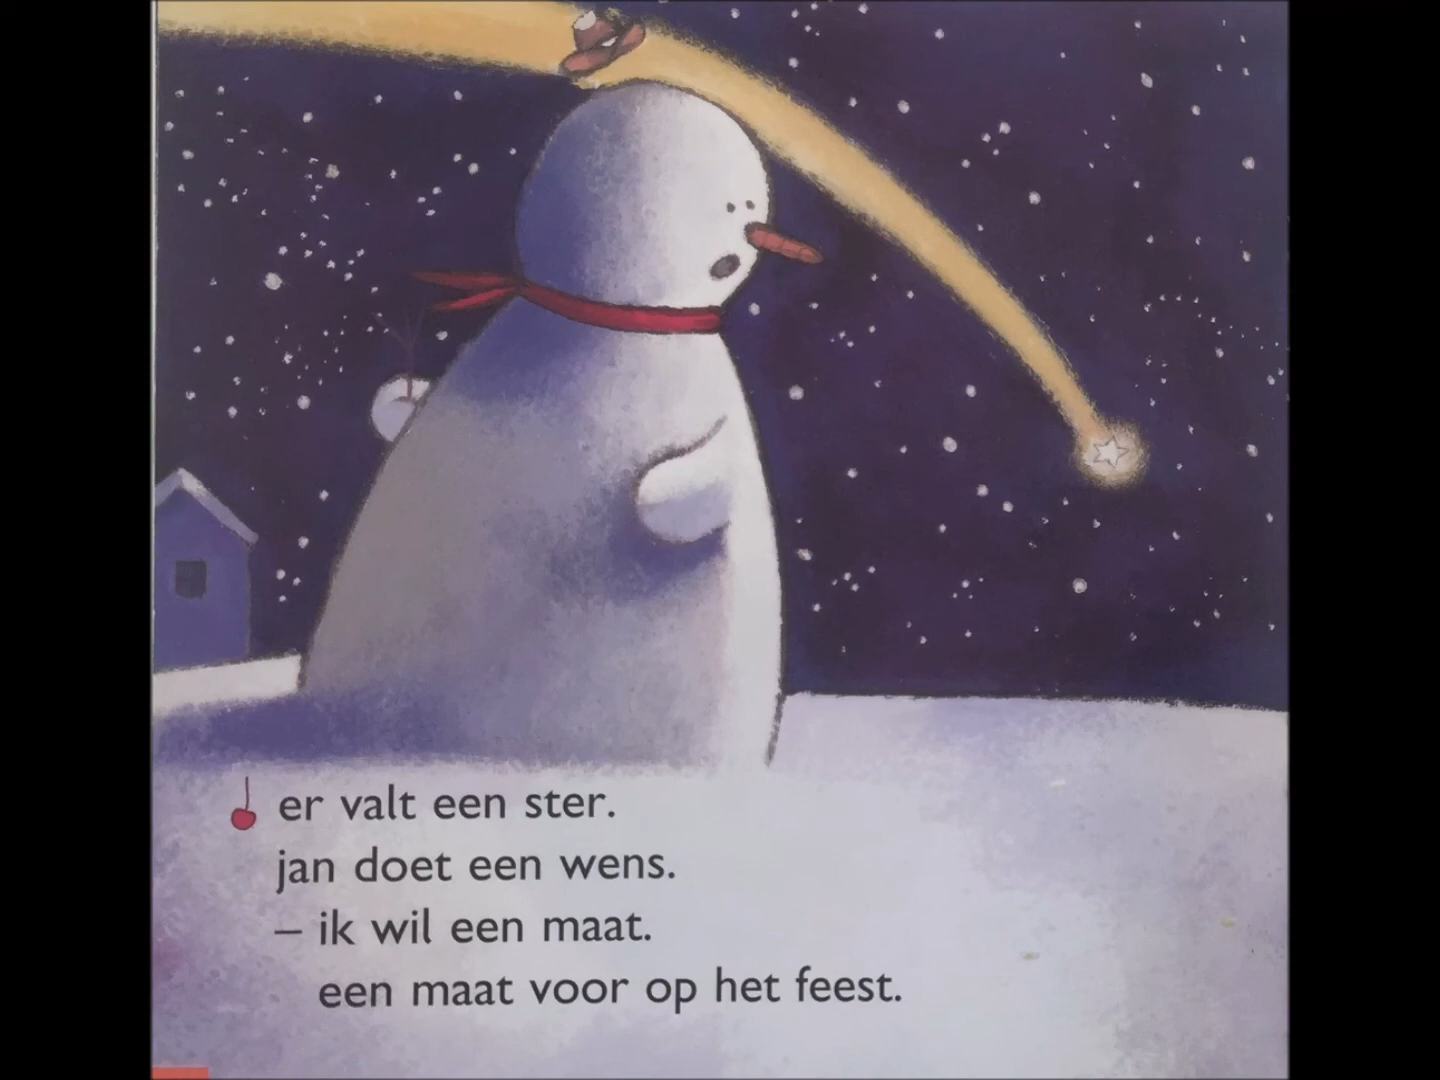 er valt een ster.
jan doet een wens.
– ik wil een maat.
een maat voor op het feest.